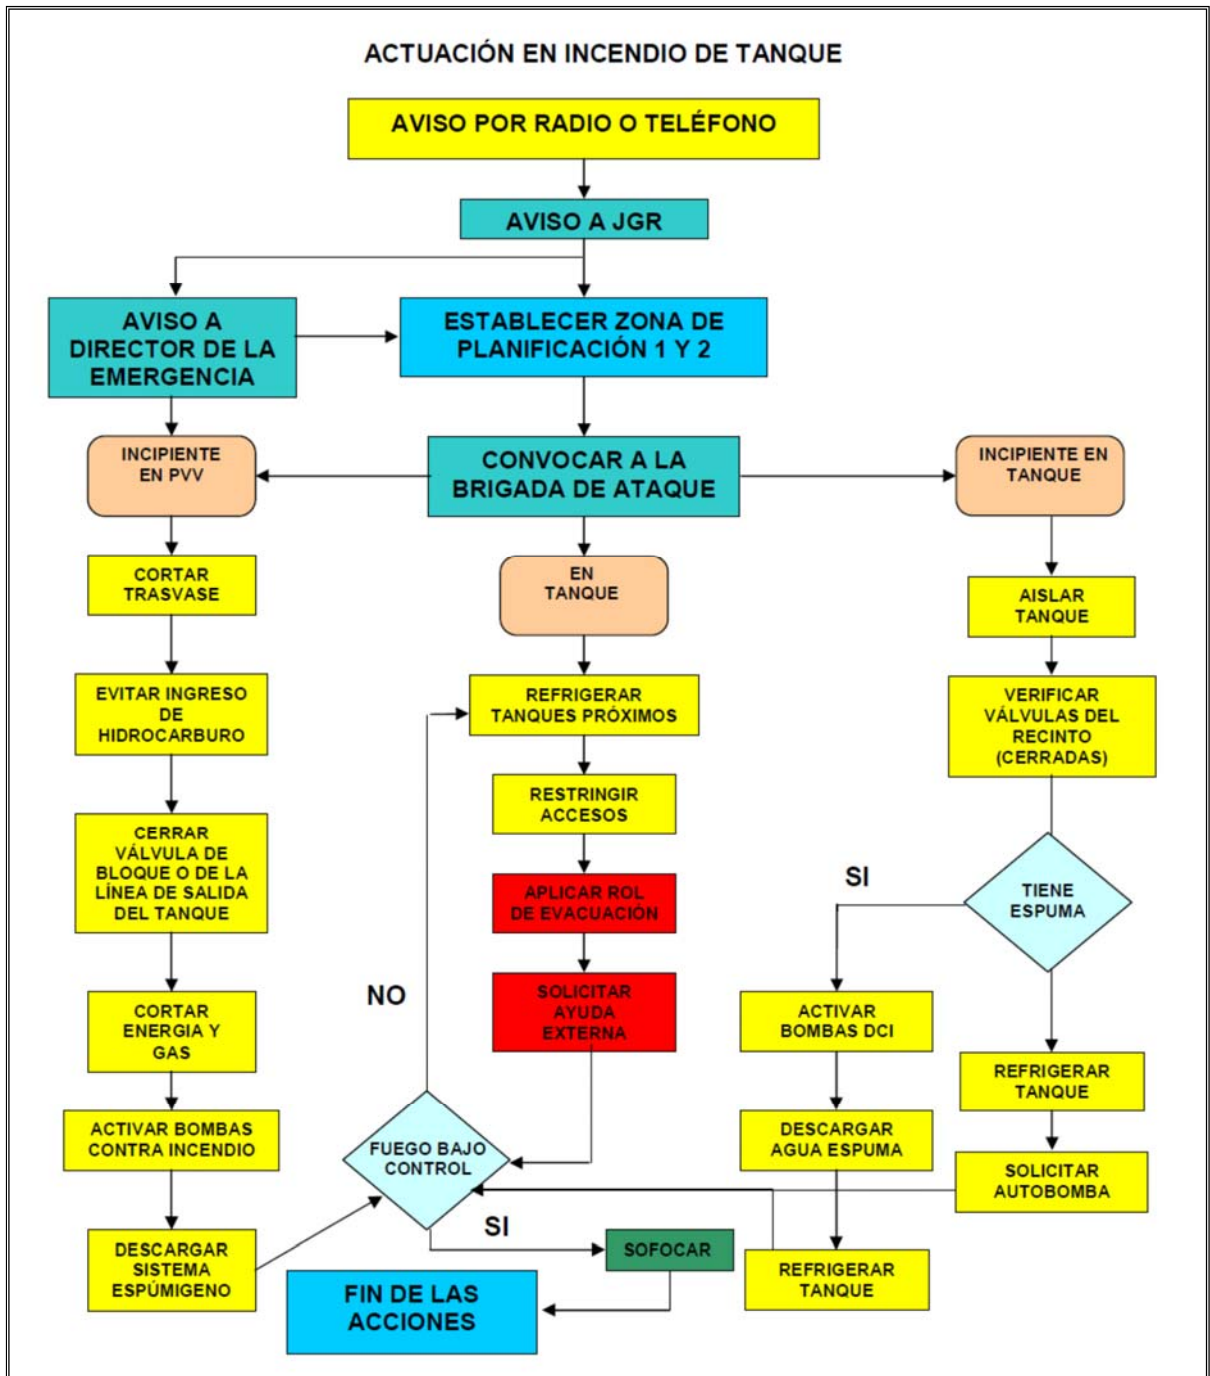 ACTUACIÓN EN INCENDIO DE TANQUE
AVISO POR RADIO O TELÉFONO
AVISO A JGR
AVISO A
DIRECTOR DE LA
EMERGENCIA
ESTABLECER ZONA DE
PLANIFICACIÓN 1 Y 2
INCIPIENTE
EN PVV
CONVOCAR A LA
BRIGADA DE ATAQUE
INCIPIENTE EN
TANQUE
CORTAR
TRASVASE
EVITAR INGRESO
DE
HIDROCARBURO
CERRAR
VÁLVULA DE
BLOQUE O DE LA
LÍNEA DE SALIDA
DEL TANQUE
CORTAR
ENERGIA Y
GAS
ACTIVAR BOMBAS
CONTRA INCENDIO
DESCARGAR
SISTEMA
ESPÚMIGENO
EN
TANQUE
REFRIGERAR
TANQUES PRÓXIMOS
RESTRINGIR
ACCESOS
APLICAR ROL
DE EVACUACIÓN
SOLICITAR
AYUDA
EXTERNA
NO
FUEGO BAJO
CONTROL
SI
SOFOCAR
FIN DE LAS
ACCIONES
AISLAR
TANQUE
VERIFICAR
VÁLVULAS DEL
RECINTO
(CERRADAS)
TIENE
ESPUMA
SI
ACTIVAR
BOMBAS DCI
DESCARGAR
AGUA ESPUMA
REFRIGERAR
TANQUE
REFRIGERAR
TANQUE
SOLICITAR
AUTOBOMBA